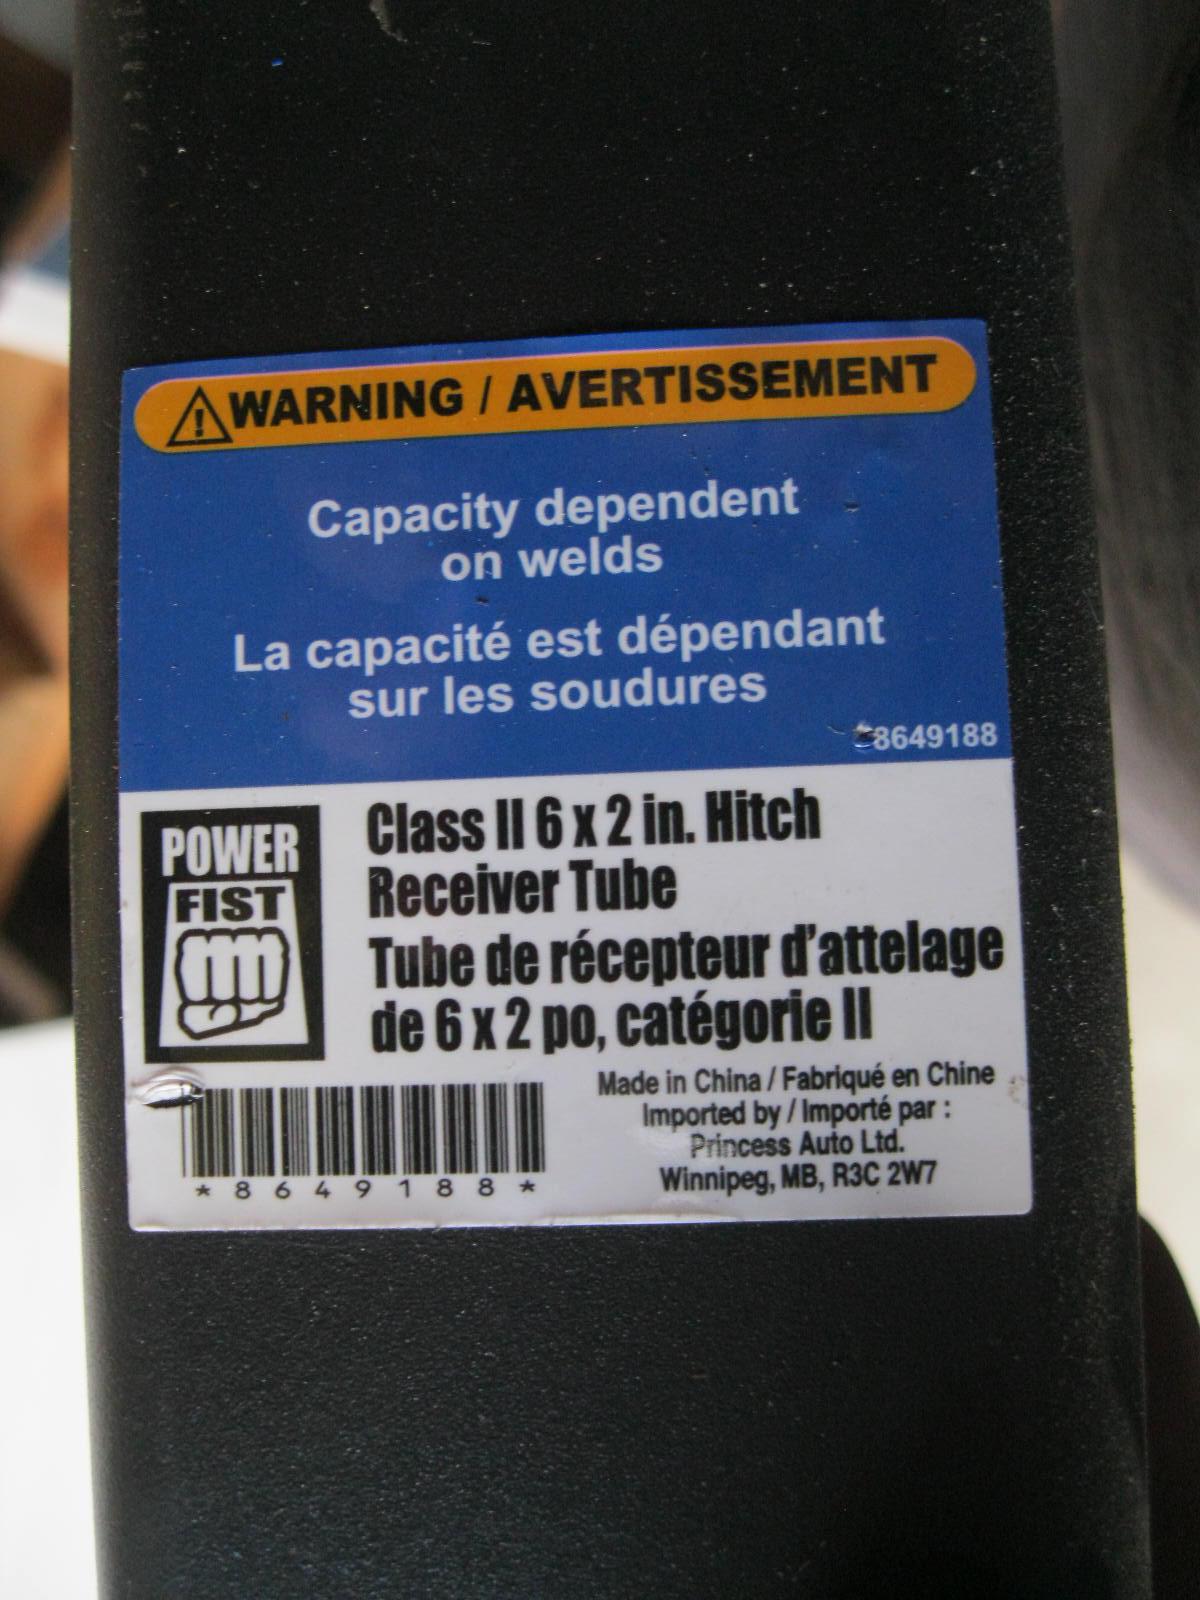 WARNING / AVERTISSEMENT
Capacity dependent
on welds
La capacité est dépendant
sur les soudures
8649188
POWER
FIST
Class II 6 x 2 in. Hitch
Receiver Tube
Tube de récepteur d'attelage
de 6 x 2 po, catégorie II
*8649188*
Made in China / Fabriqué en Chine
Imported by / Importé par :
Princess Auto Ltd.
Winnipeg, MB, R3C 2W7